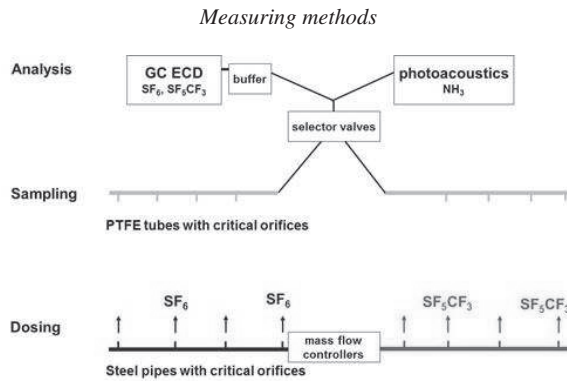 Measuring methods
Analysis
GC ECD
SF₆, SF₅CF₃
buffer
photoacoustics
NH₃
selector valves
Sampling
PTFE tubes with critical orifices
SF₆
SF₆
SF₅CF₃
SF₅CF₃
Dosing
mass flow
controllers
Steel pipes with critical orifices